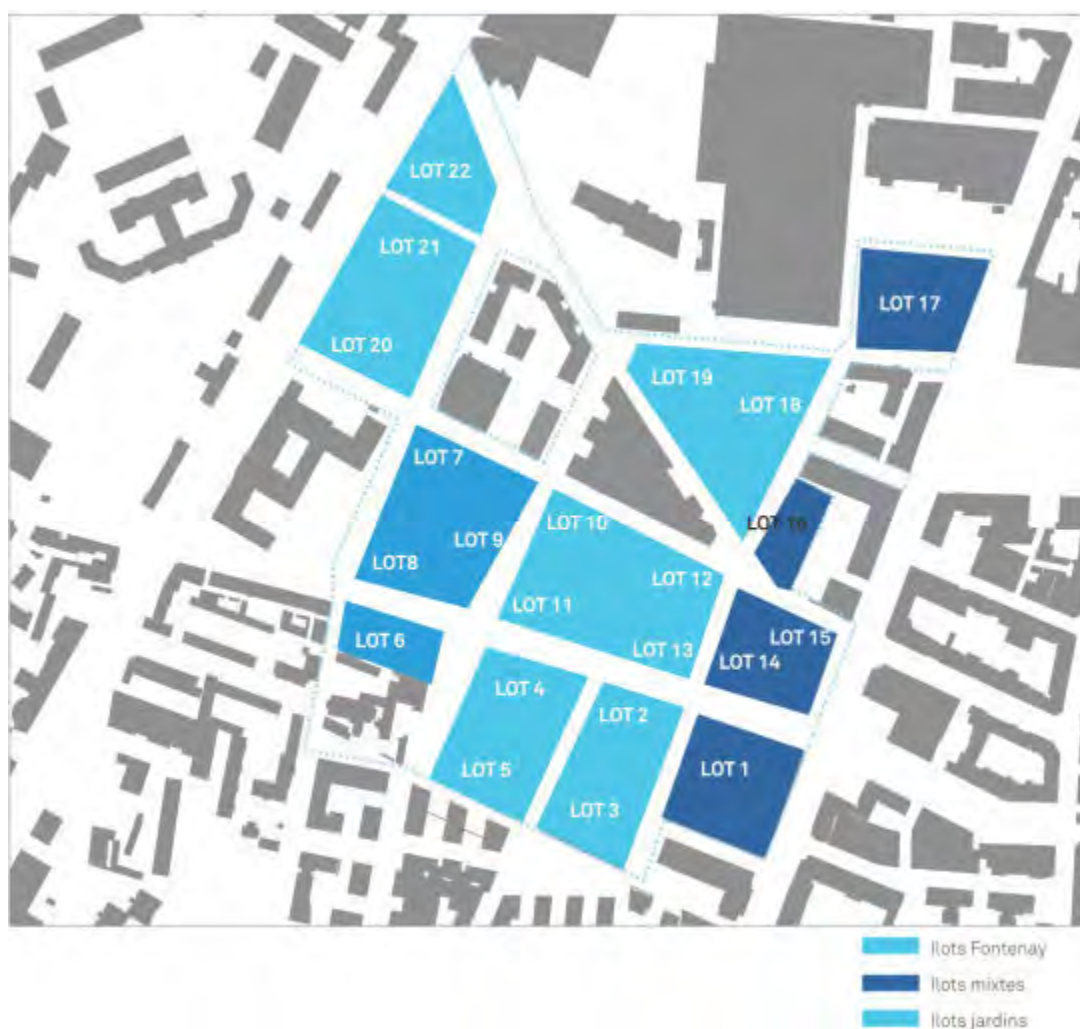 LOT 22
LOT 21
LOT 17
LOT 20
LOT 19
LOT 18
LOT 7
LOT 10
LOT 16
LOT 9
LOT8
LOT 12
LOT 11
LOT 6
LOT 13
LOT 15
LOT 14
LOT 4
LOT 2
LOT 5
LOT 1
LOT 3
Ilots Fontenay
Ilots mixtes
Ilots jardins